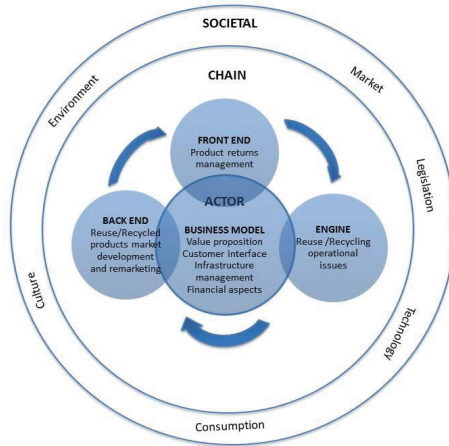 SOCIETAL
Environment
Market
CHAIN
Legislation
FRONT END
Product returns
management
ACTOR
BACK END
Reuse/Recycled
products market
development
and remarketing
BUSINESS MODEL
Value proposition
Customer interface
Infrastructure
management
Financial aspects
ENGINE
Reuse /Recycling
operational
issues
Culture
Technology
Consumption